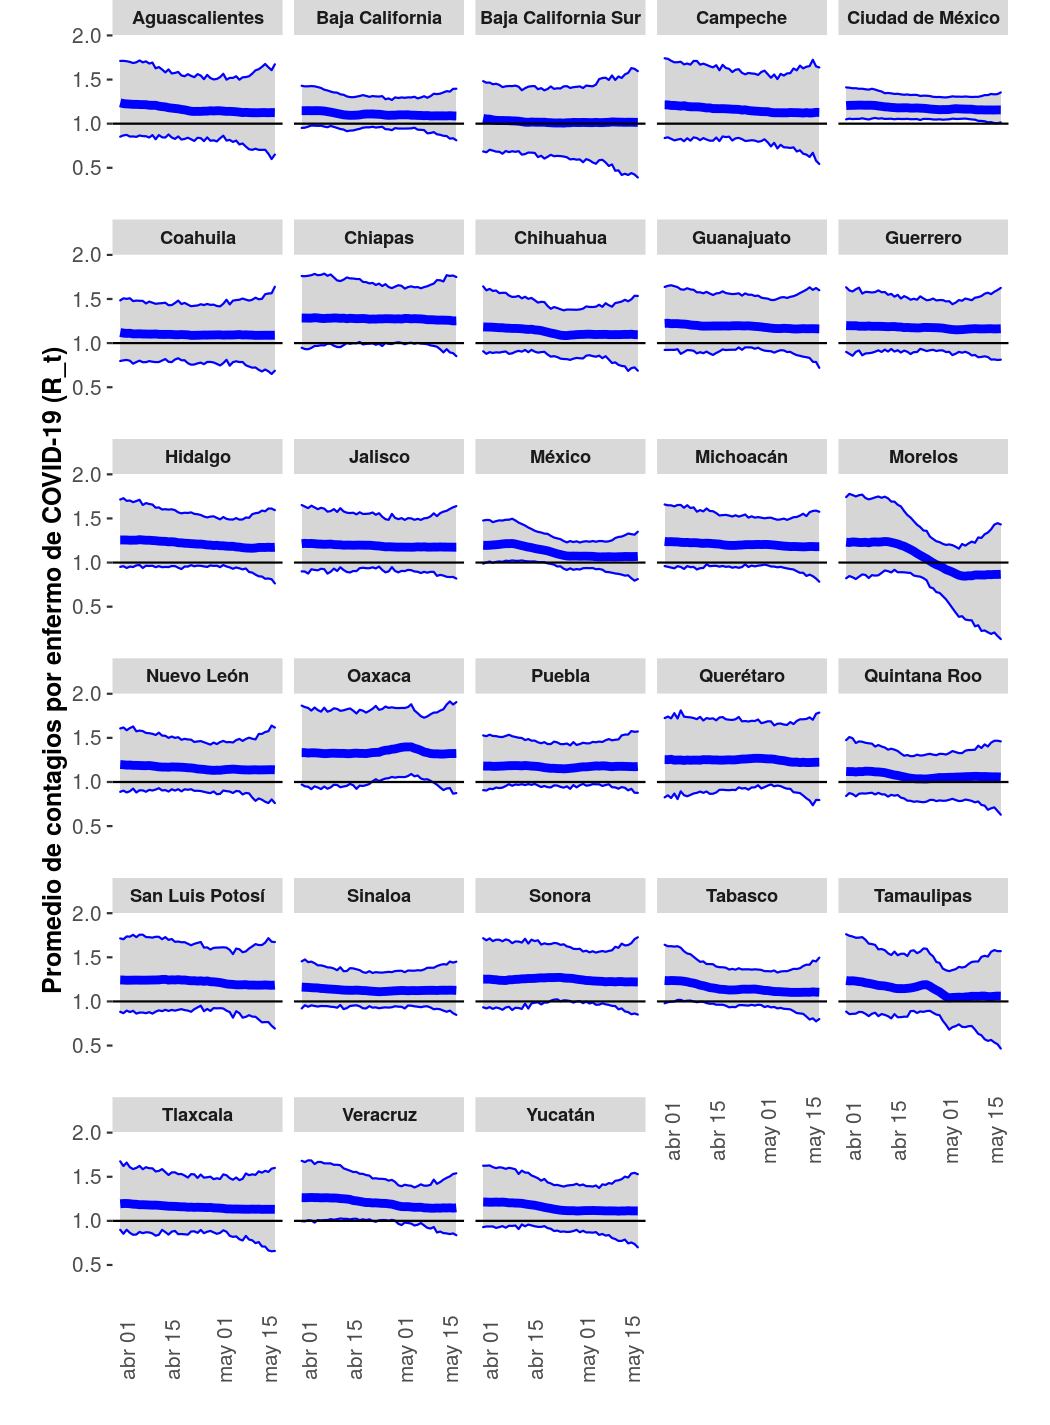 Promedio de contagios por enfermo de COVID-19 (R_t)
Aguascalientes Baja California Baja California Sur Campeche Ciudad de México
2.0
1.5
1.0
0.5
Coahuila Chiapas Chihuahua Guanajuato Guerrero
2.0
1.5
1.0
0.5
Hidalgo Jalisco México Michoacán Morelos
2.0
1.5
1.0
0.5
Nuevo León Oaxaca Puebla Querétaro Quintana Roo
2.0
1.5
1.0
0.5
San Luis Potosí Sinaloa Sonora Tabasco Tamaulipas
2.0
1.5
1.0
0.5
abr 01 abr 15 may 01 may 15 abr 01 abr 15 may 01 may 15
Tlaxcala Veracruz Yucatán
2.0
1.5
1.0
0.5
abr 01 abr 15 may 01 may 15 abr 01 abr 15 may 01 may 15 abr 01 abr 15 may 01 may 15